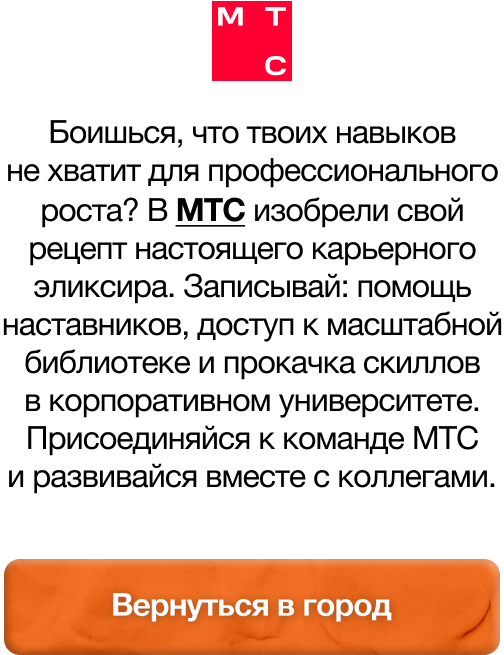 М Т
С
Боишься, что твоих навыков
не хватит для профессионального
роста? В МТС изобрели свой
рецепт настоящего карьерного
эликсира. Записывай: помощь
наставников, доступ к масштабной
библиотеке и прокачка скиллов
в корпоративном университете.
Присоединяйся к команде МТС
и развивайся вместе с коллегами.
Вернуться в город